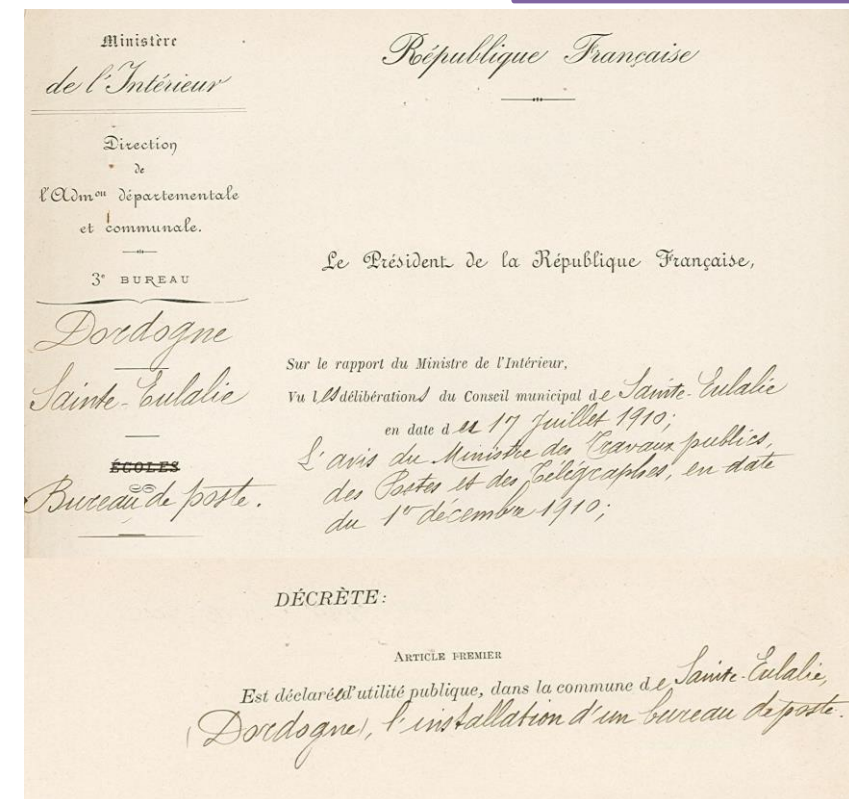 Ministère
de l'Intérieur
Direction
de
l'Adm^on départementale
et communale.
3^e BUREAU
Dordogne
Sainte-Eulalie
ÉCOLES
Bureau de poste.
République Française
Le Président de la République Française,
Sur le rapport du Ministre de l'Intérieur,
Vu les délibérations du Conseil municipal de Sainte-Eulalie
en date du 17 Juillet 1910;
L'avis du Ministre des Travaux publics,
des Postes et des Télégraphes, en date
du 1er décembre 1910;
DÉCRÈTE:
ARTICLE PREMIER
Est déclarée d'utilité publique, dans la commune de Sainte-Eulalie,
(Dordogne), l'installation d'un bureau de poste.